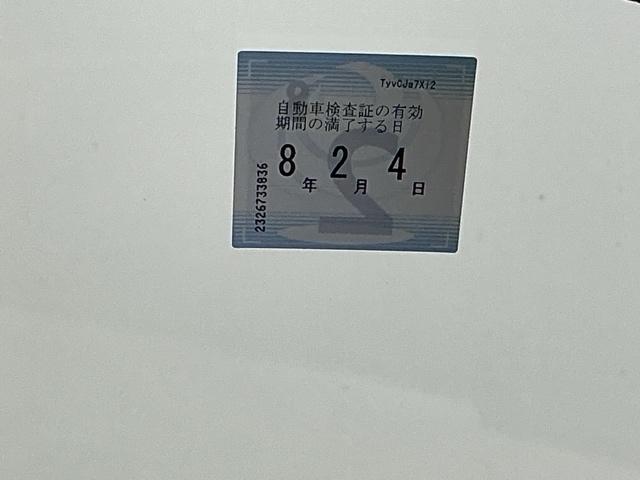 TyvCJa7Xi2
自動車検査証の有効
期間の満了する日
8年 2月 4日
2326733836